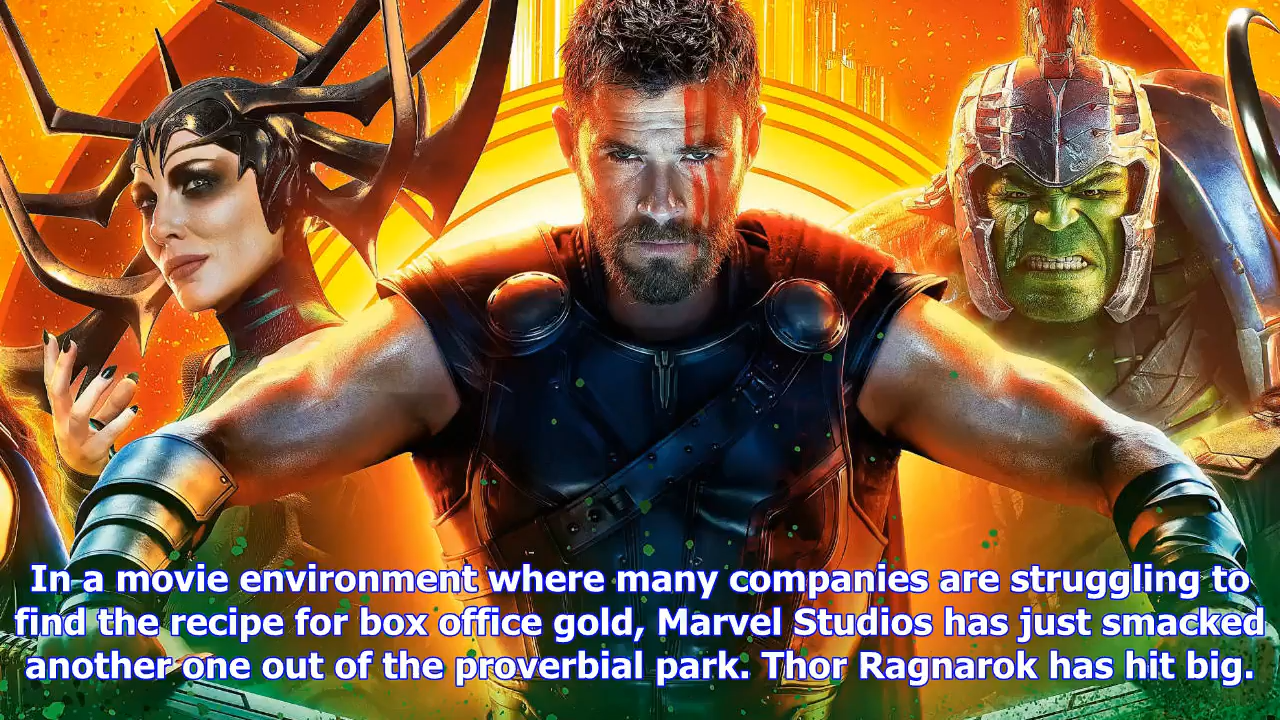 In a movie environment where many companies are struggling to
find the recipe for box office gold, Marvel Studios has just smacked
another one out of the proverbial park. Thor Ragnarok has hit big.